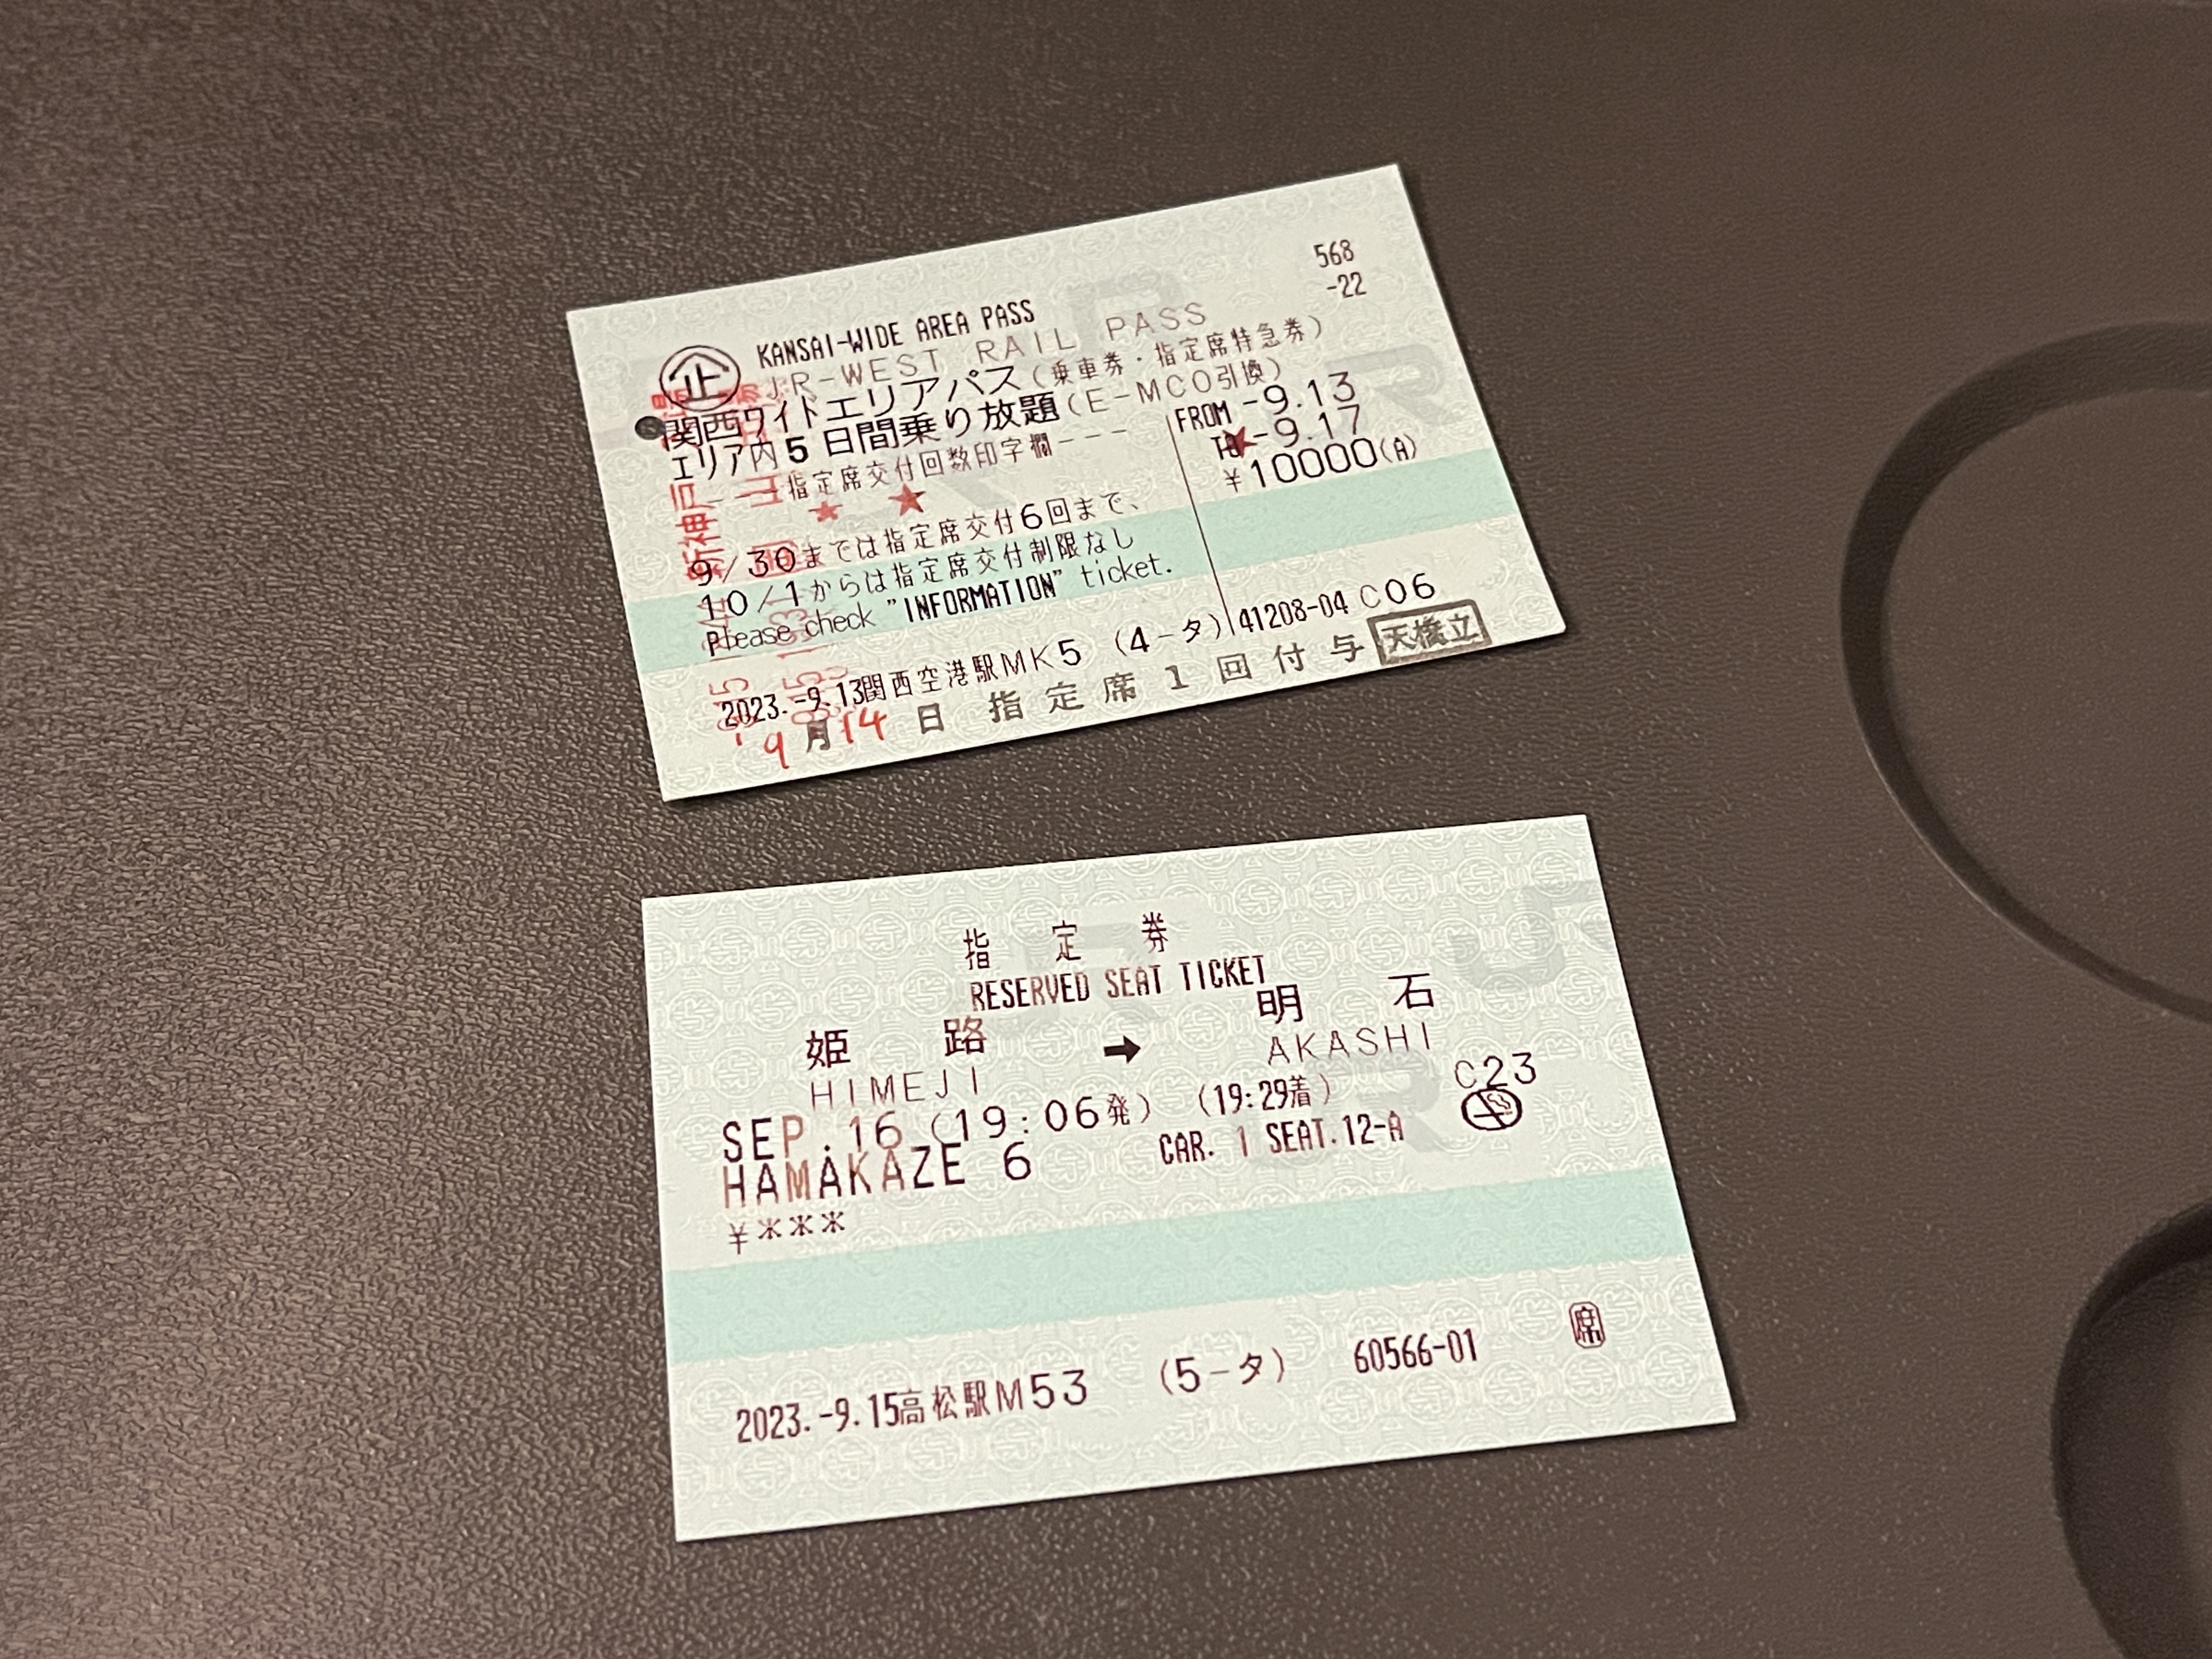 568
-22
KANSAI-WIDE AREA PASS
JR-WEST RAIL PASS
企 関西ワイドエリアパス(乗車券・指定席特急券)
エリア内5日間乗り放題(E-MCO引換)
FROM -9.13
TO -9.17
--指定席交付回数印字欄---
¥10000(A)
★ ★ ★
9/30までは指定席交付6回まで、
10/1からは指定席交付制限なし
Please check "INFORMATION" ticket.
2023.-9.13関西空港駅MK5 (4-タ) 41208-04 C06
9月14日 指定席1回付与 天橋立
新神戸
指定券
RESERVED SEAT TICKET
姫路 → 明石
HIMEJI AKASHI
SEP.16 (19:06発) (19:29着) C23
HAMAKAZE 6 CAR. 1 SEAT.12-A
¥***
2023.-9.15高松駅M53 (5-タ) 60566-01 席